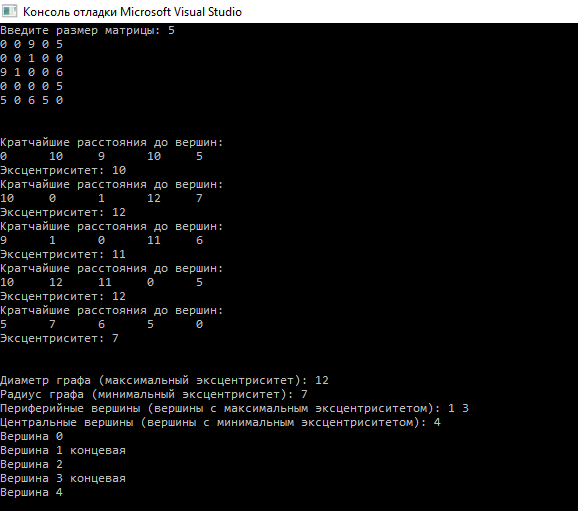 Консоль отладки Microsoft Visual Studio
Введите размер матрицы: 5
0 0 9 0 5
0 0 1 0 0
9 1 0 0 6
0 0 0 0 5
5 0 6 5 0
Кратчайшие расстояния до вершин:
0 10 9 10 5
Эксцентриситет: 10
Кратчайшие расстояния до вершин:
10 0 1 12 7
Эксцентриситет: 12
Кратчайшие расстояния до вершин:
9 1 0 11 6
Эксцентриситет: 11
Кратчайшие расстояния до вершин:
10 12 11 0 5
Эксцентриситет: 12
Кратчайшие расстояния до вершин:
5 7 6 5 0
Эксцентриситет: 7
Диаметр графа (максимальный эксцентриситет): 12
Радиус графа (минимальный эксцентриситет): 7
Периферийные вершины (вершины с максимальным эксцентриситетом): 1 3
Центральные вершины (вершины с минимальным эксцентриситетом): 4
Вершина 0
Вершина 1 концевая
Вершина 2
Вершина 3 концевая
Вершина 4